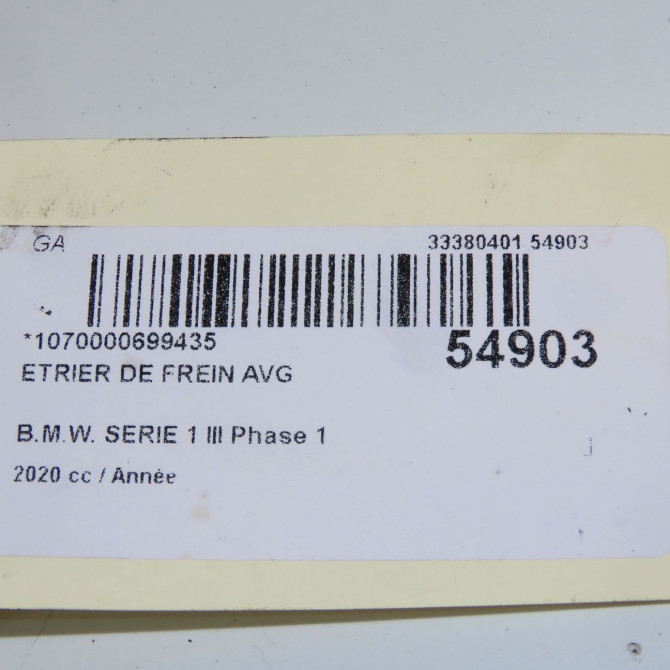 GA 33380401 54903
*1070000699435 54903
ETRIER DE FREIN AVG
B.M.W. SERIE 1 III Phase 1
2020 cc / Année